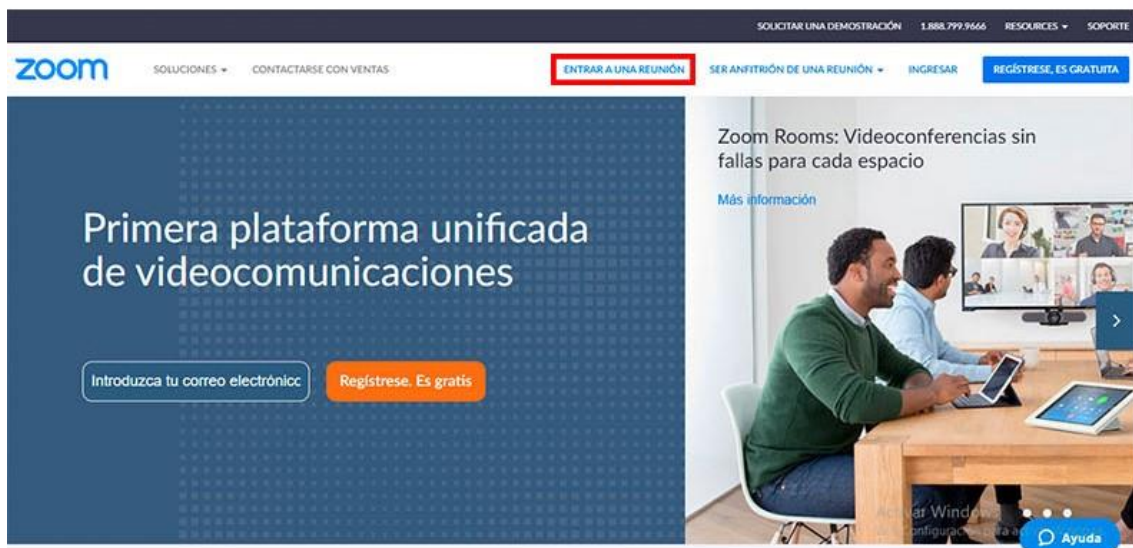 SOLICITAR UNA DEMOSTRACIÓN 1.888.799.9666 RESOURCES SOPORTE
zoom SOLUCIONES CONTACTARSE CON VENTAS ENTRAR A UNA REUNIÓN SER ANFITRIÓN DE UNA REUNIÓN INGRESAR REGÍSTRESE, ES GRATUITA
Zoom Rooms: Videoconferencias sin
fallas para cada espacio
Más información
Primera plataforma unificada
de videocomunicaciones
Introduzca tu correo electrónicc Regístrese. Es gratis
Activar Windows
Configuración para
Ayuda